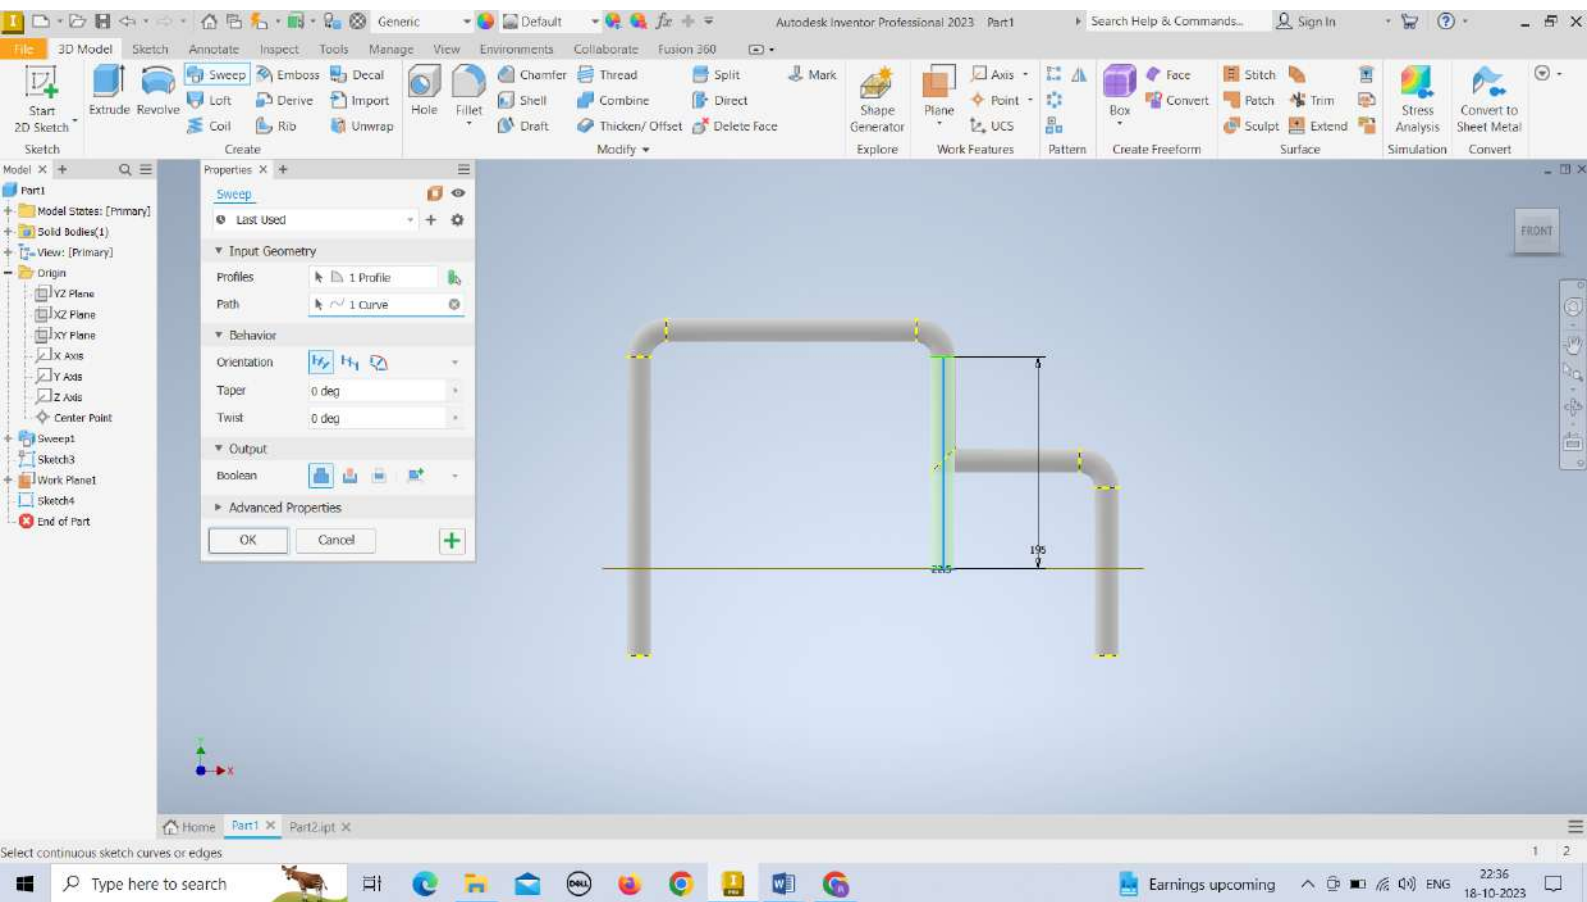 Generic
Default
fx
Autodesk Inventor Professional 2023 Part1
Search Help & Commands...
Sign In
File 3D Model Sketch Annotate Inspect Tools Manage View Environments Collaborate Fusion 360
Start
2D Sketch
Extrude Revolve
Sweep Emboss Decal
Loft Derive Import
Coil Rib Unwrap
Hole Fillet
Chamfer Thread Split Mark
Shell Combine Direct
Draft Thicken/ Offset Delete Face
Shape
Generator
Plane
Axis
Point
UCS
Box
Face
Convert
Stitch
Patch Trim
Sculpt Extend
Stress
Analysis
Convert to
Sheet Metal
Sketch Create Modify Explore Work Features Pattern Create Freeform Surface Simulation Convert
Model × +
Part1
Model States: [Primary]
Solid Bodies(1)
View: [Primary]
Origin
YZ Plane
XZ Plane
XY Plane
X Axis
Y Axis
Z Axis
Center Point
Sweep1
Sketch3
Work Plane1
Sketch4
End of Part
Properties × +
Sweep
Last Used
Input Geometry
Profiles 1 Profile
Path 1 Curve
Behavior
Orientation
Taper 0 deg
Twist 0 deg
Output
Boolean
Advanced Properties
OK Cancel
FRONT
195
22.5
Y
X
Home Part1 × Part2.ipt ×
Select continuous sketch curves or edges
1 2
Type here to search
DELL
PRO
Earnings upcoming
ENG
22:36
18-10-2023